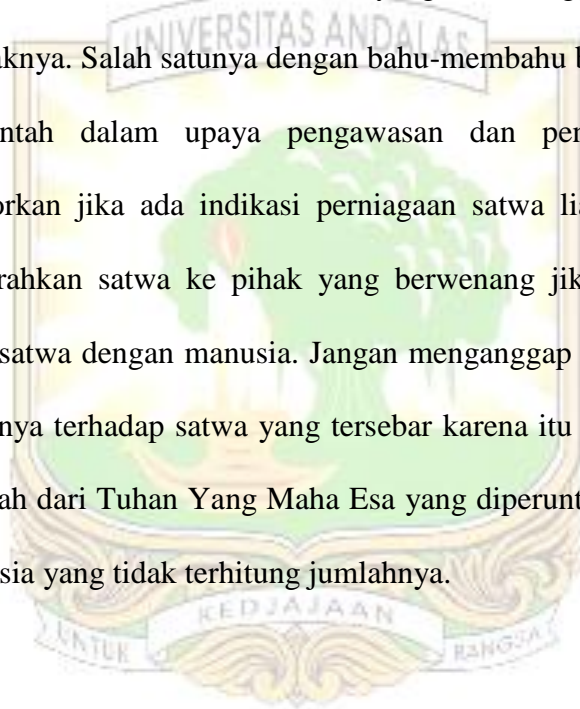 UNIVERSITAS ANDALAS
aknya. Salah satunya dengan bahu-membahu b
ntah dalam upaya pengawasan dan per
orkan jika ada indikasi perniagaan satwa lia
rahkan satwa ke pihak yang berwenang jik
satwa dengan manusia. Jangan menganggap
nya terhadap satwa yang tersebar karena itu
ah dari Tuhan Yang Maha Esa yang diperunt
sia yang tidak terhitung jumlahnya.
UNTUK KEDJAJAAN BANGSA